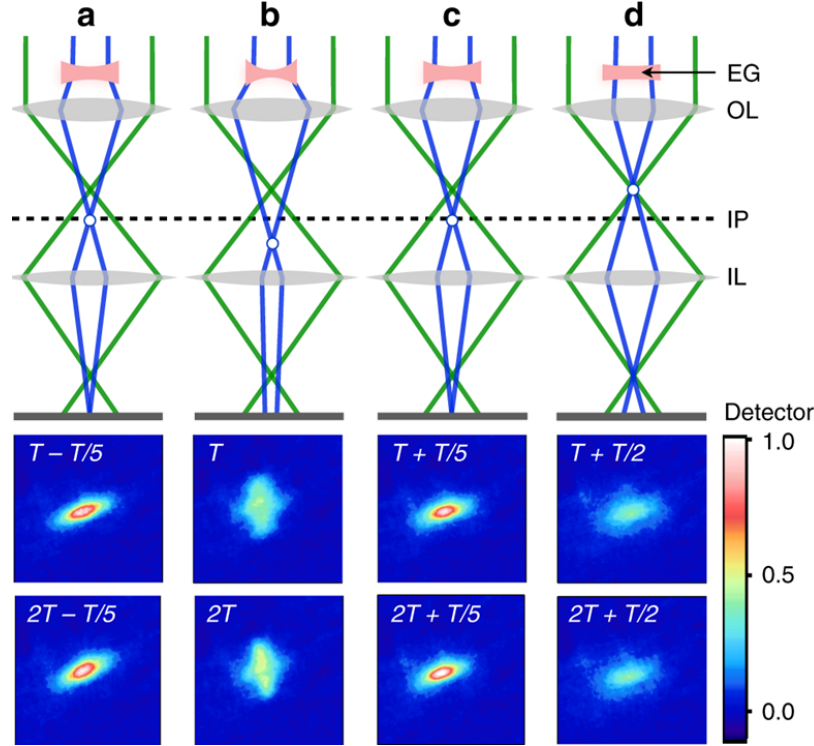 a b c d
EG
OL
IP
IL
Detector
T – T/5 T T + T/5 T + T/2
1.0
0.5
2T – T/5 2T 2T + T/5 2T + T/2
0.0